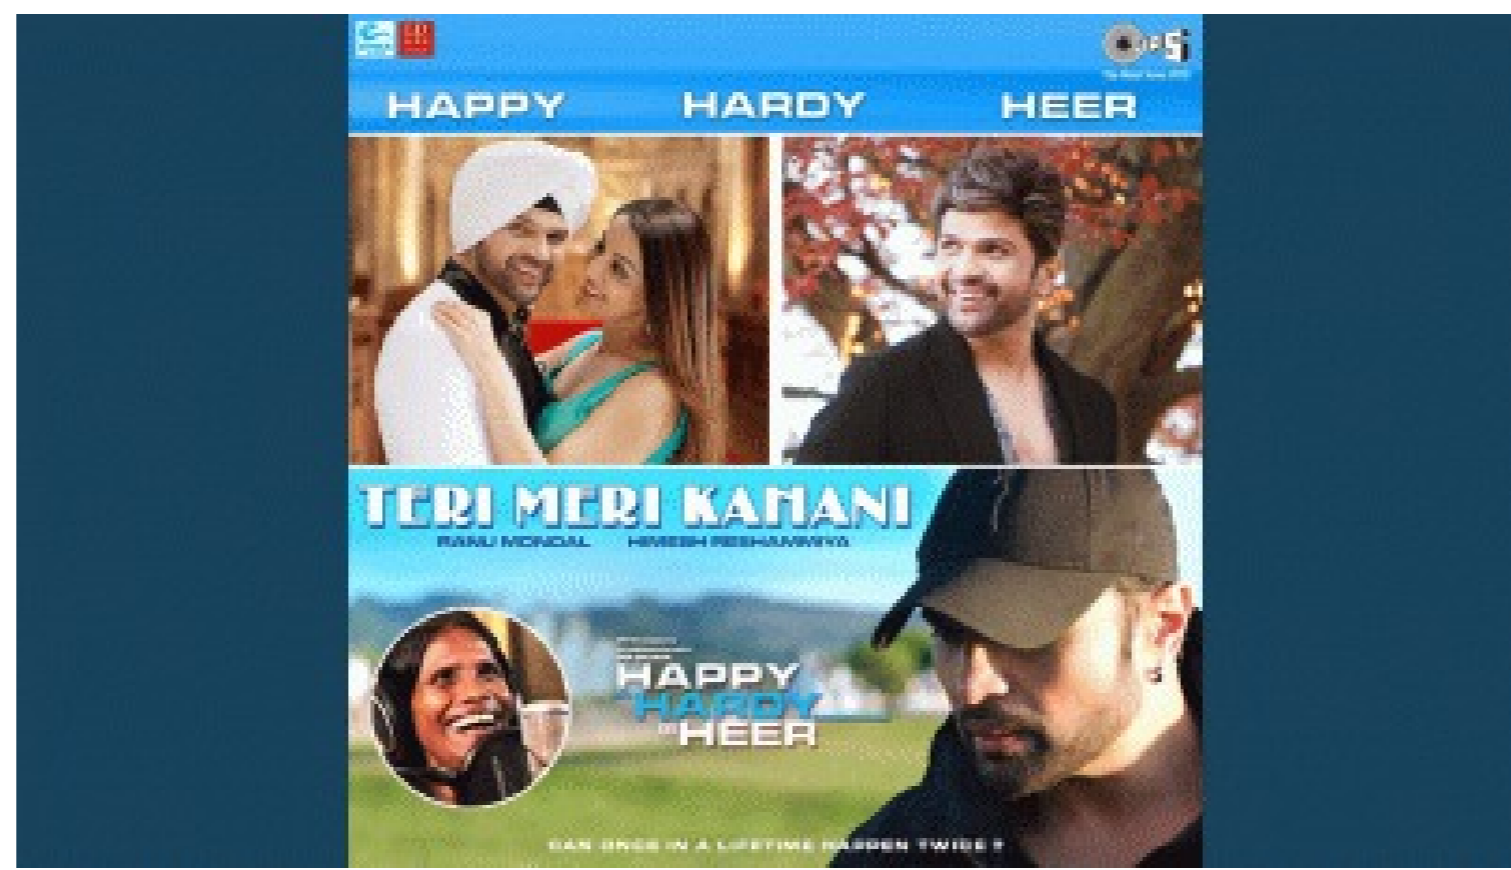 HAPPY HARDY HEER
TERI MERI KAHANI
RANU MONDAL HIMESH RESHAMMIYA
HAPPY
HARDY
HEER
CAN ONCE IN A LIFETIME HAPPEN TWICE ?